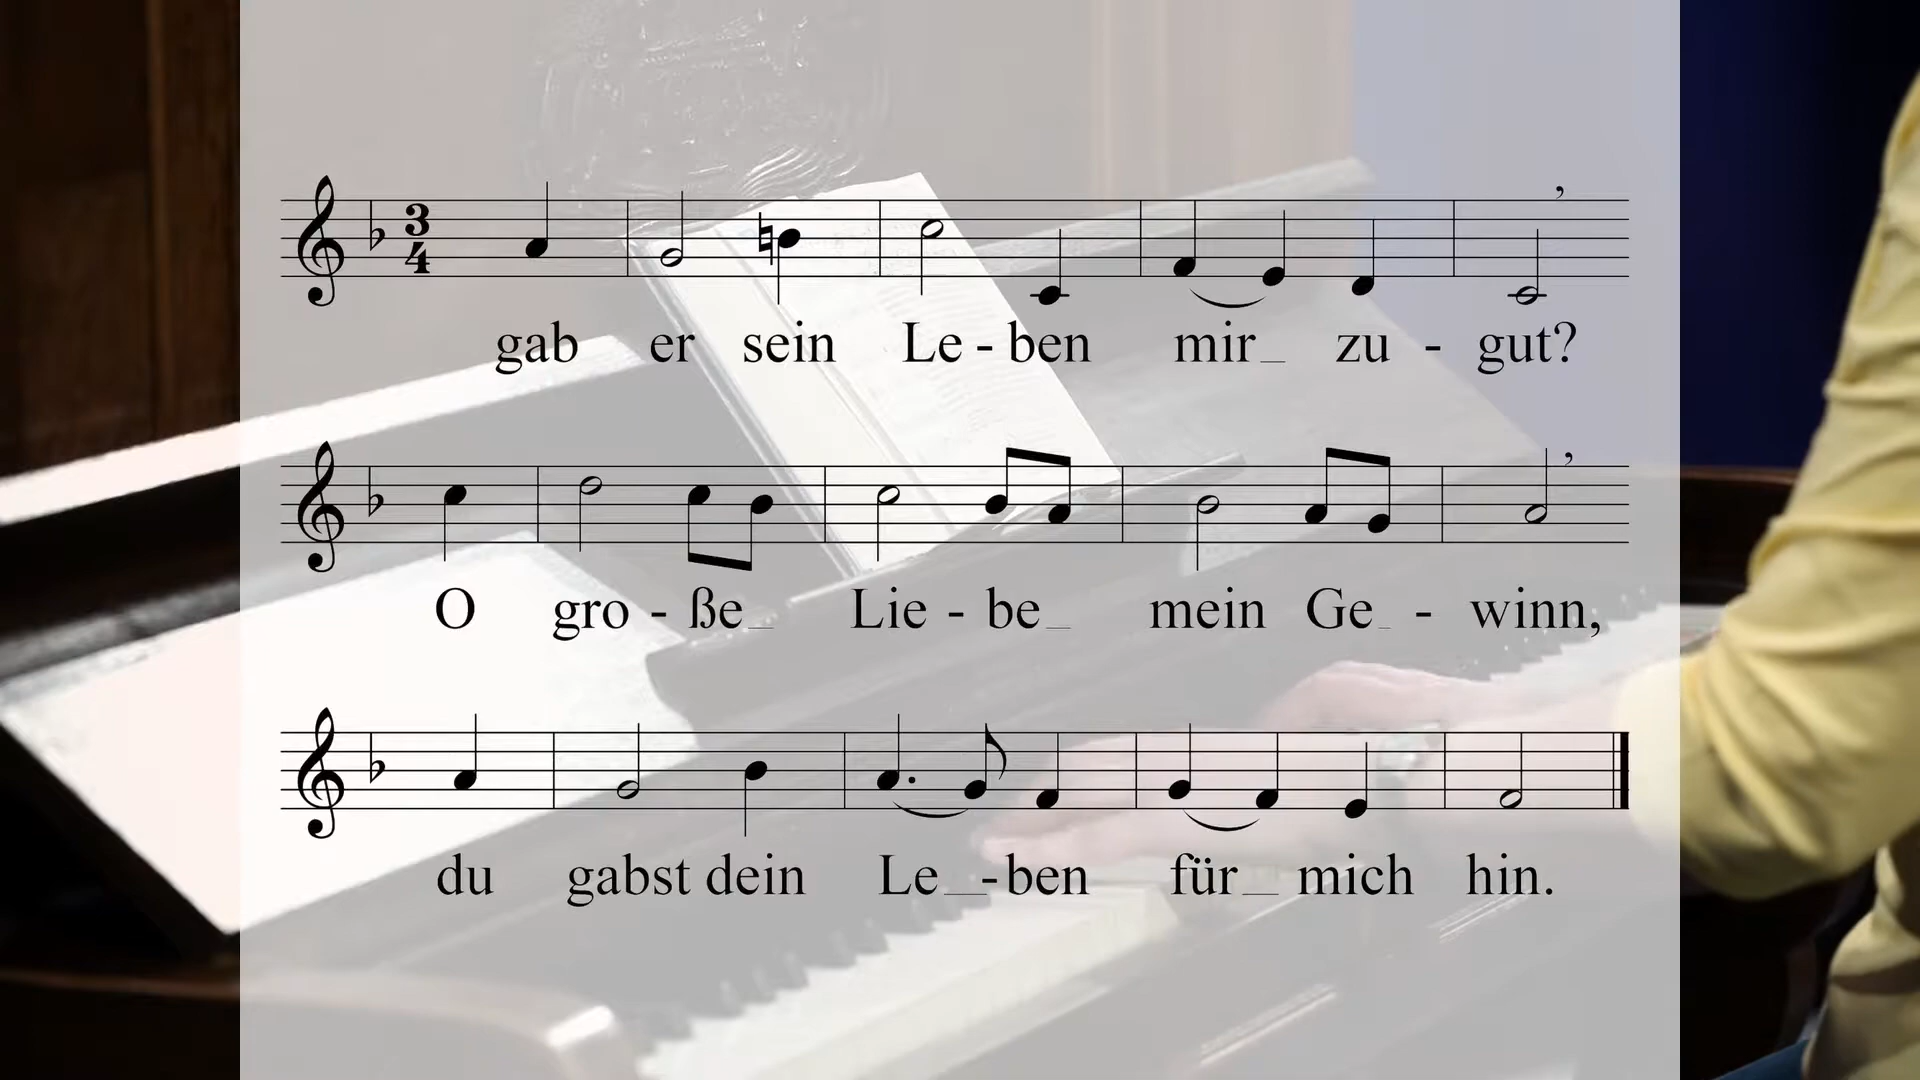 gab er sein Le - ben mir_ zu - gut?
O gro - ße_ Lie - be_ mein Ge_ - winn,
du gabst dein Le_-ben für_ mich hin.